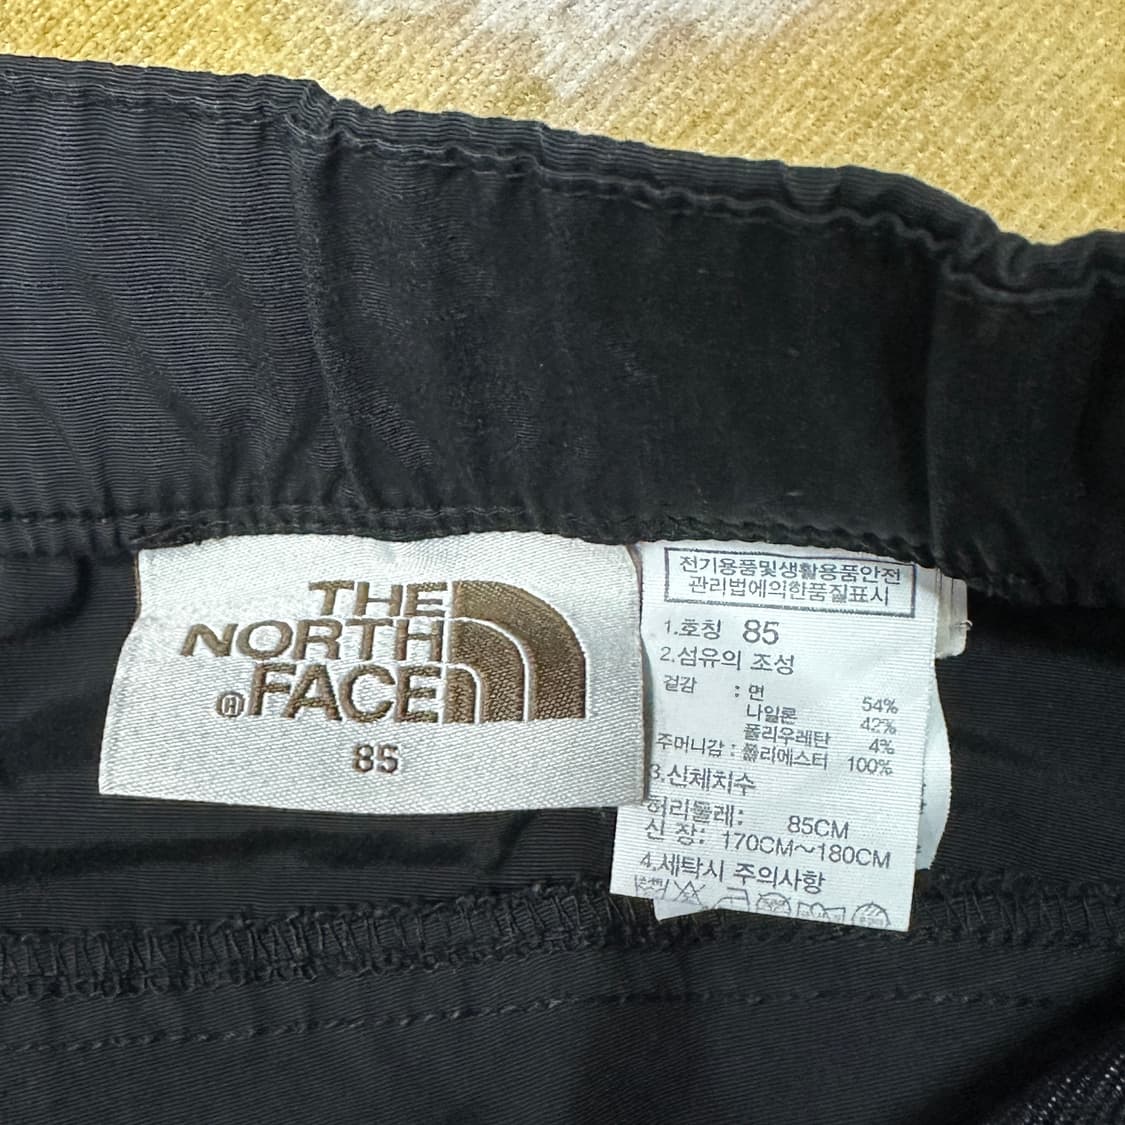 THE
NORTH
FACE
®
85
전기용품및생활용품안전
관리법에의한품질표시
1.호칭 85
2.섬유의 조성
겉감 : 면 54%
나일론 42%
폴리우레탄 4%
주머니감 : 폴리에스터 100%
3.신체치수
허리둘레: 85CM
신 장: 170CM~180CM
4.세탁시 주의사항